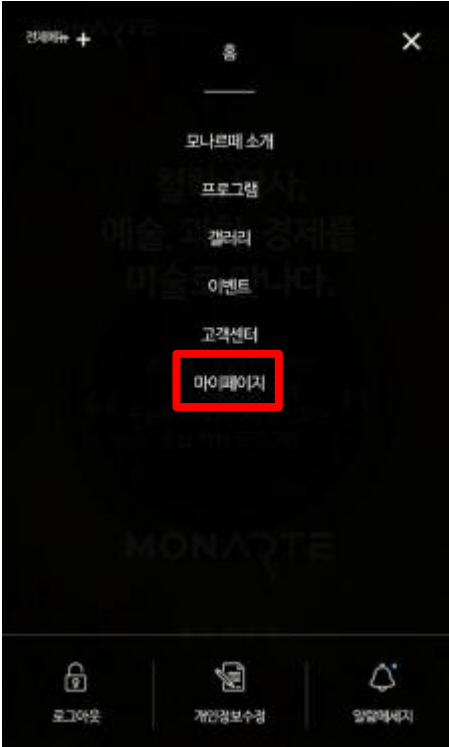 전체메뉴 +
홈
모나르떼 소개
프로그램
갤러리
이벤트
고객센터
마이페이지
MONARTE
로그아웃
개인정보수정
알람메세지